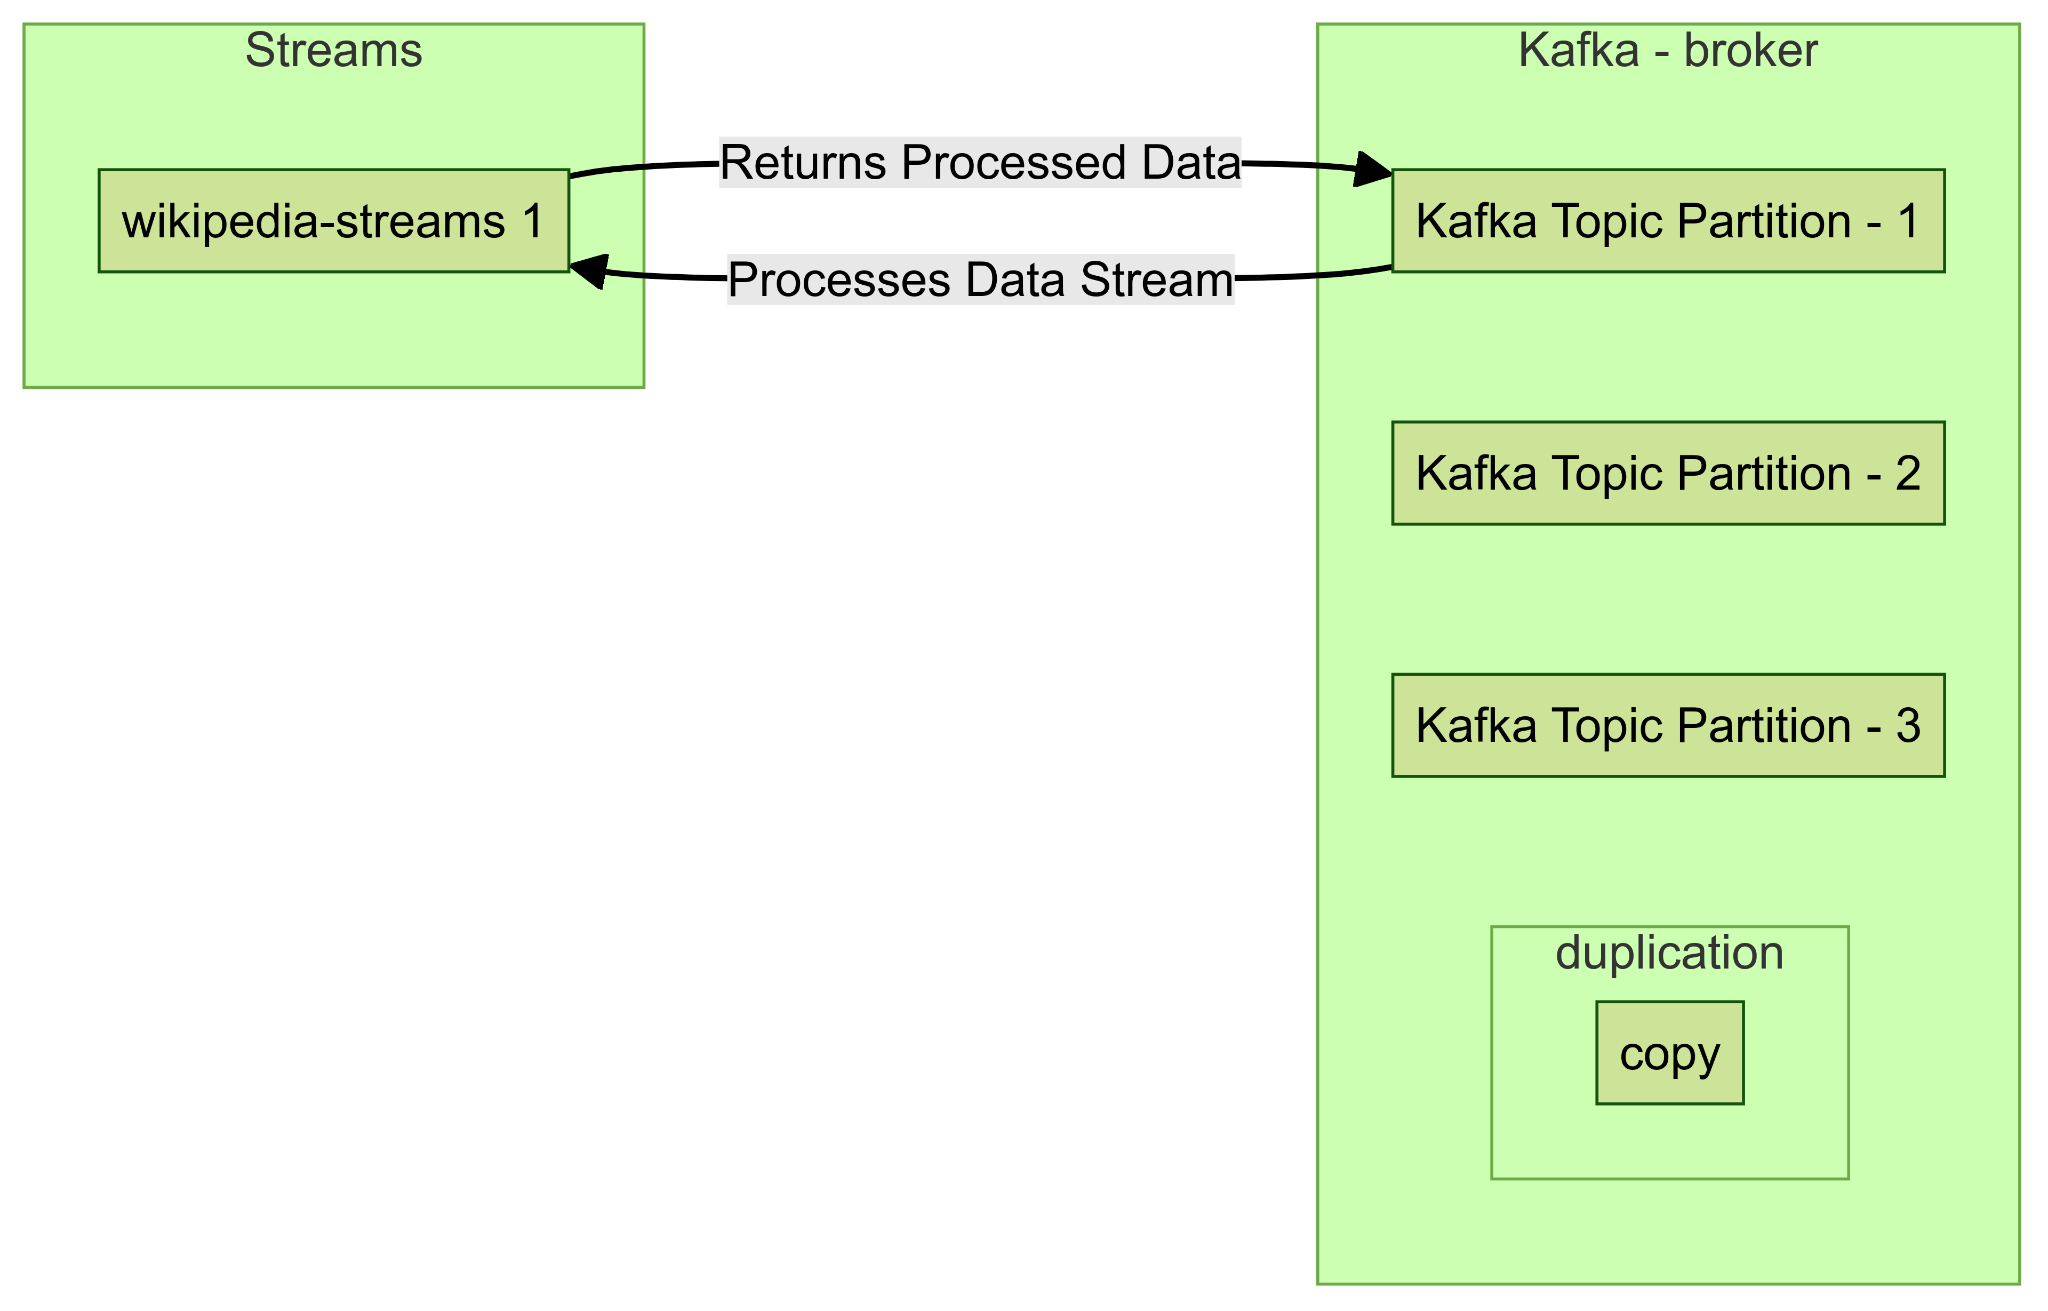 Streams
Kafka - broker
Returns Processed Data
wikipedia-streams 1
Kafka Topic Partition - 1
Processes Data Stream
Kafka Topic Partition - 2
Kafka Topic Partition - 3
duplication
copy